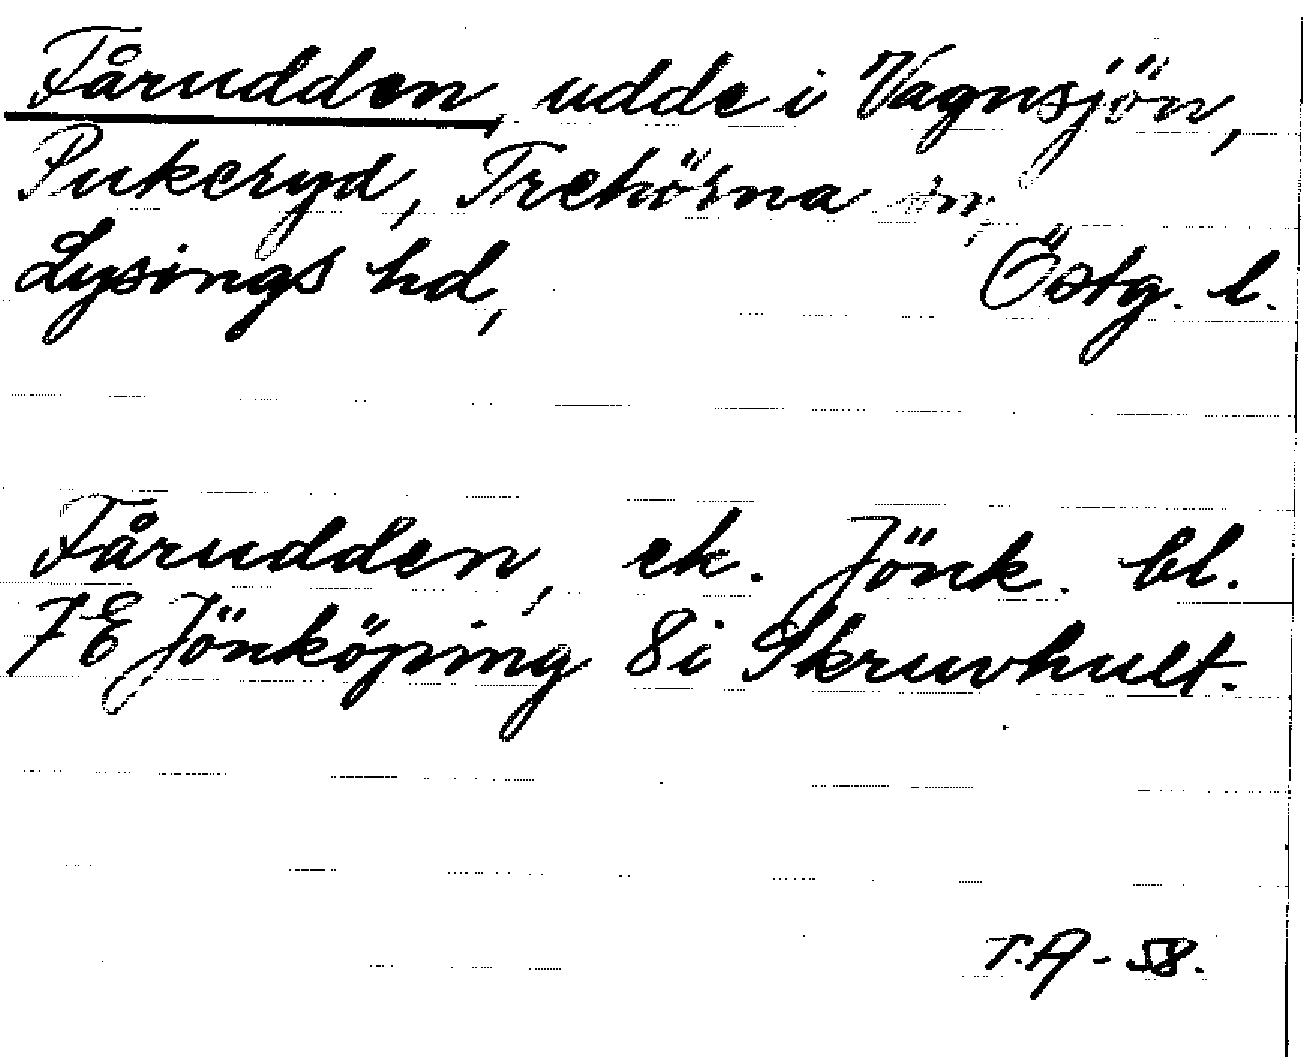 Fårudden, udde i Vagnsjön,
Pukeryd, Trehörna sn,
Lysings hd, Östg. l.
Fårudden, ek. Jönk. bl.
7E Jönköping 8i Skruvhult.
T.A - 58.